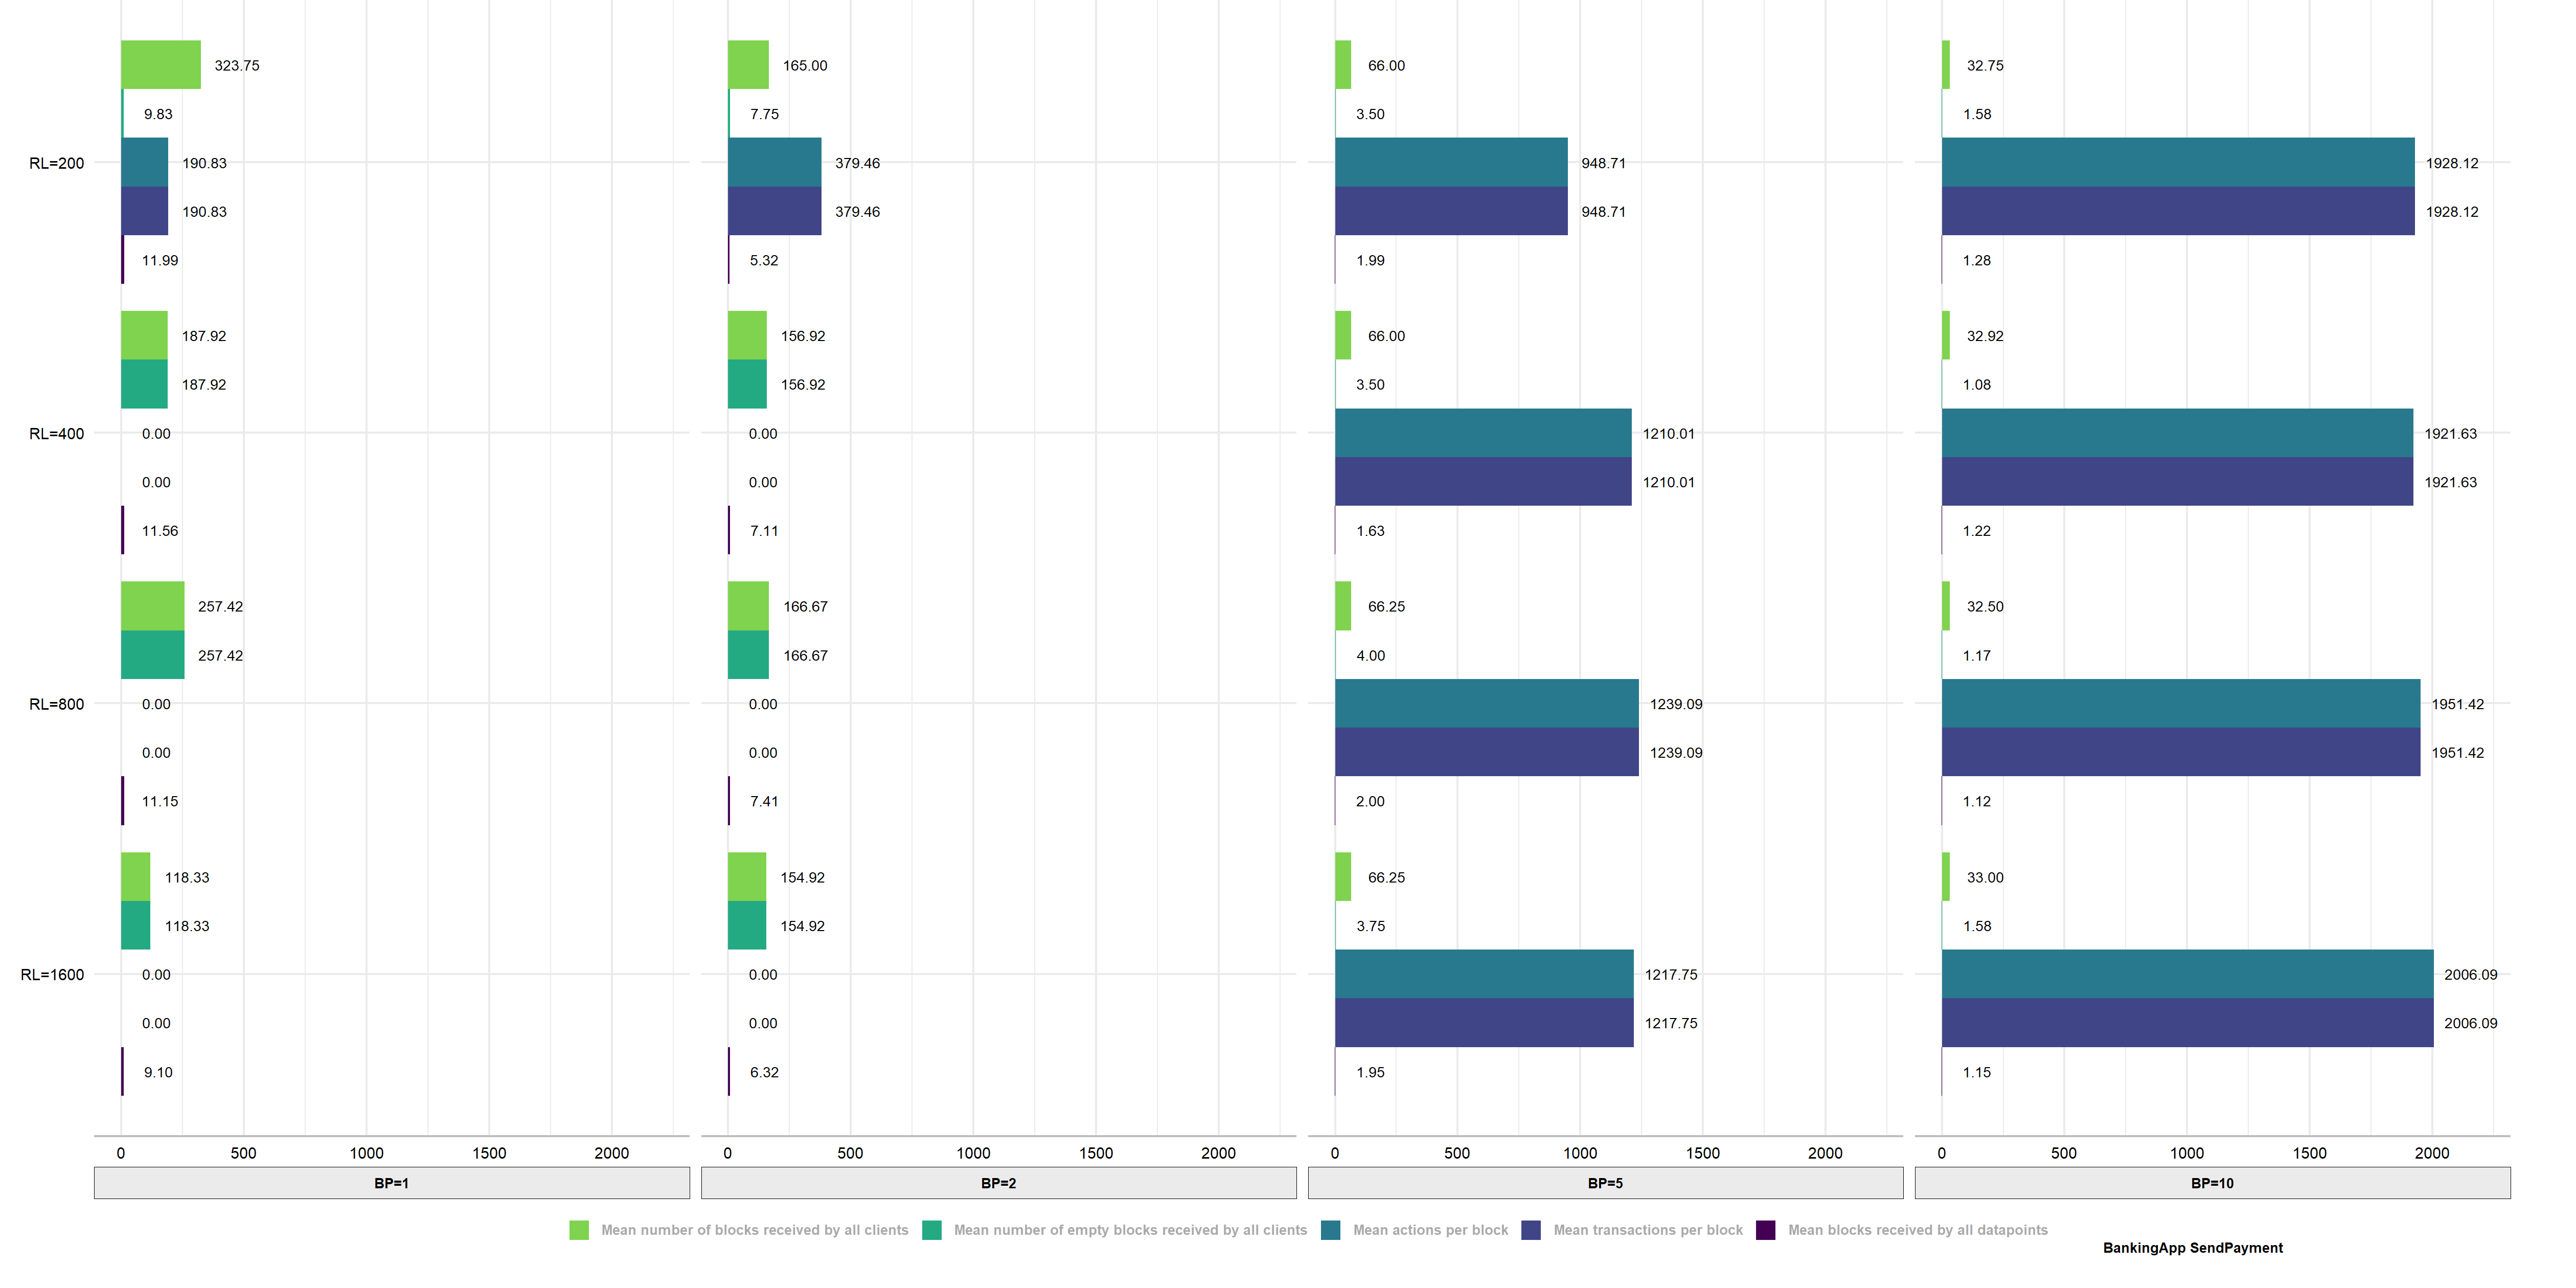 323.75 165.00 66.00 32.75
9.83 7.75 3.50 1.58
RL=200 190.83 379.46 948.71 1928.12
190.83 379.46 948.71 1928.12
11.99 5.32 1.99 1.28
187.92 156.92 66.00 32.92
187.92 156.92 3.50 1.08
RL=400 0.00 0.00 1210.01 1921.63
0.00 0.00 1210.01 1921.63
11.56 7.11 1.63 1.22
257.42 166.67 66.25 32.50
257.42 166.67 4.00 1.17
RL=800 0.00 0.00 1239.09 1951.42
0.00 0.00 1239.09 1951.42
11.15 7.41 2.00 1.12
118.33 154.92 66.25 33.00
118.33 154.92 3.75 1.58
RL=1600 0.00 0.00 1217.75 2006.09
0.00 0.00 1217.75 2006.09
9.10 6.32 1.95 1.15
0 500 1000 1500 2000 0 500 1000 1500 2000 0 500 1000 1500 2000 0 500 1000 1500 2000
BP=1 BP=2 BP=5 BP=10
Mean number of blocks received by all clients Mean number of empty blocks received by all clients Mean actions per block Mean transactions per block Mean blocks received by all datapoints
BankingApp SendPayment